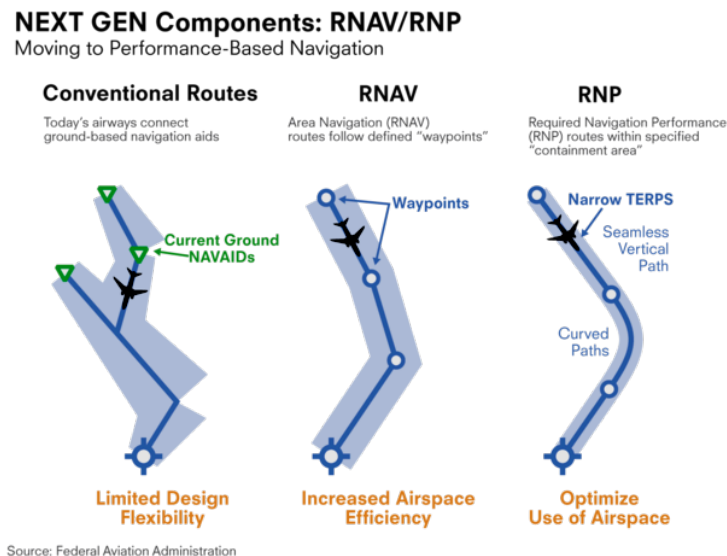 NEXT GEN Components: RNAV/RNP
Moving to Performance-Based Navigation
Conventional Routes
Today's airways connect
ground-based navigation aids
Current Ground
NAVAIDs
Limited Design
Flexibility
RNAV
Area Navigation (RNAV)
routes follow defined "waypoints"
Waypoints
Increased Airspace
Efficiency
RNP
Required Navigation Performance
(RNP) routes within specified
"containment area"
Narrow TERPS
Seamless
Vertical
Path
Curved
Paths
Optimize
Use of Airspace
Source: Federal Aviation Administration